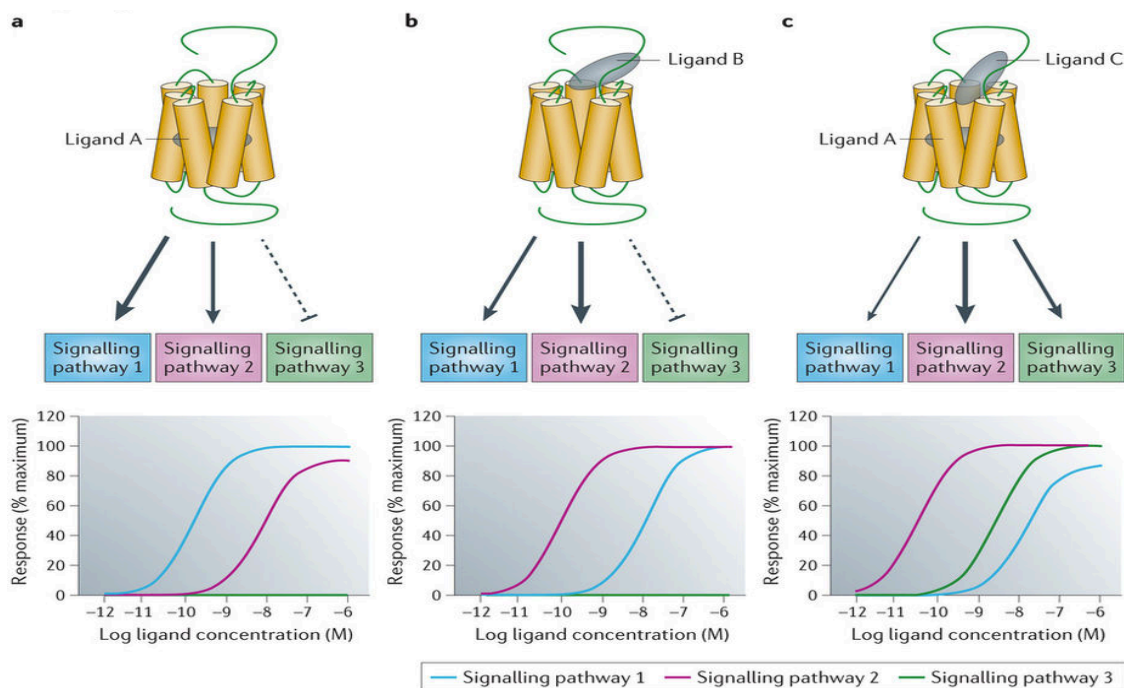 a
Ligand A
Signalling
pathway 1
Signalling
pathway 2
Signalling
pathway 3
Response (% maximum)
120
100
80
60
40
20
0
−12
−11
−10
−9
−8
−7
−6
Log ligand concentration (M)
b
Ligand B
Signalling
pathway 1
Signalling
pathway 2
Signalling
pathway 3
Response (% maximum)
120
100
80
60
40
20
0
−12
−11
−10
−9
−8
−7
−6
Log ligand concentration (M)
c
Ligand C
Ligand A
Signalling
pathway 1
Signalling
pathway 2
Signalling
pathway 3
Response (% maximum)
120
100
80
60
40
20
0
−12
−11
−10
−9
−8
−7
−6
Log ligand concentration (M)
Signalling pathway 1
Signalling pathway 2
Signalling pathway 3